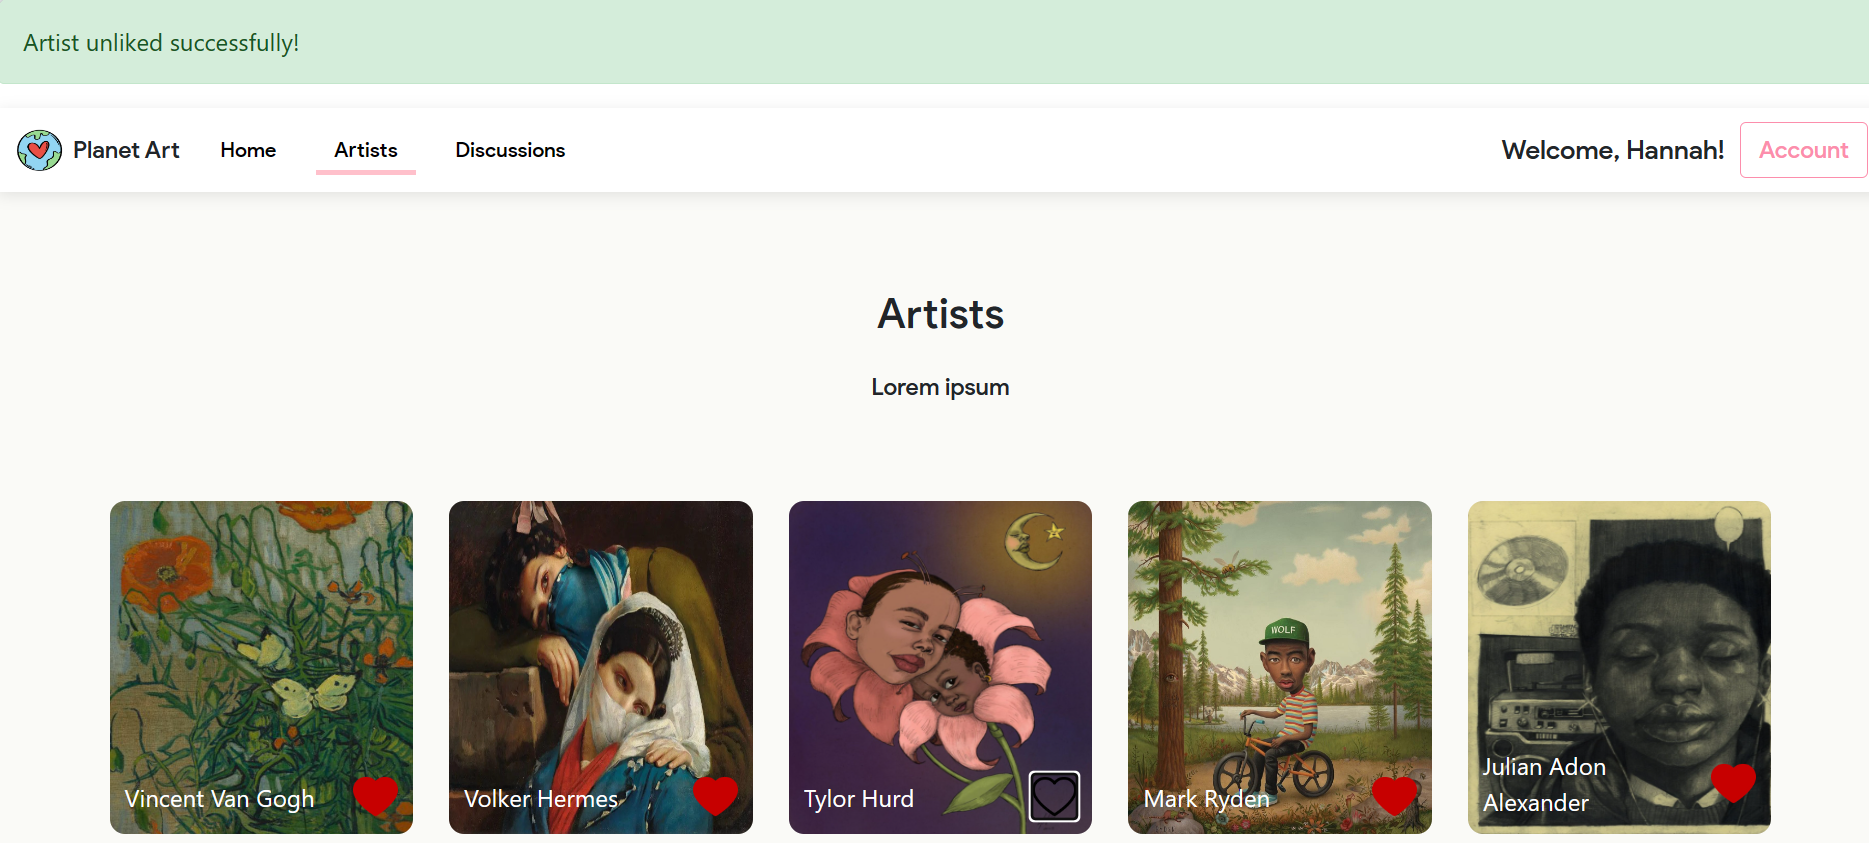 Artist unliked successfully!
Planet Art
Home
Artists
Discussions
Welcome, Hannah!
Account
Artists
Lorem ipsum
Vincent Van Gogh
Volker Hermes
Tylor Hurd
WOLF
Mark Ryden
Julian Adon
Alexander